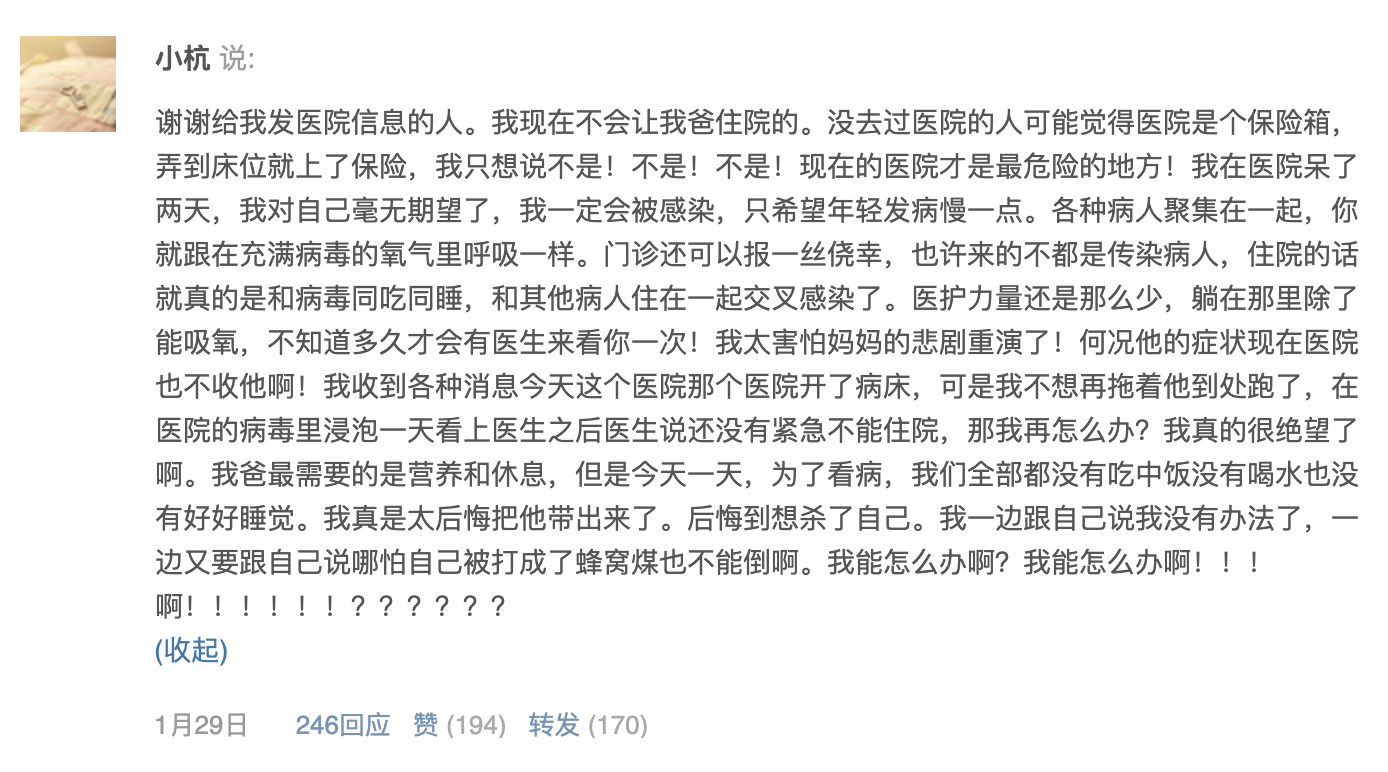 小杭 说:
谢谢给我发医院信息的人。我现在不会让我爸住院的。没去过医院的人可能觉得医院是个保险箱，
弄到床位就上了保险，我只想说不是！不是！不是！现在的医院才是最危险的地方！我在医院呆了
两天，我对自己毫无期望了，我一定会被感染，只希望年轻发病慢一点。各种病人聚集在一起，你
就跟在充满病毒的氧气里呼吸一样。门诊还可以报一丝侥幸，也许来的不都是传染病人，住院的话
就真的是和病毒同吃同睡，和其他病人住在一起交叉感染了。医护力量还是那么少，躺在那里除了
能吸氧，不知道多久才会有医生来看你一次！我太害怕妈妈的悲剧重演了！何况他的症状现在医院
也不收他啊！我收到各种消息今天这个医院那个医院开了病床，可是我不想再拖着他到处跑了，在
医院的病毒里浸泡一天看上医生之后医生说还没有紧急不能住院，那我再怎么办？我真的很绝望了
啊。我爸最需要的是营养和休息，但是今天一天，为了看病，我们全部都没有吃中饭没有喝水也没
有好好睡觉。我真是太后悔把他带出来了。后悔到想杀了自己。我一边跟自己说我没有办法了，一
边又要跟自己说哪怕自己被打成了蜂窝煤也不能倒啊。我能怎么办啊？我能怎么办啊！！！
啊！！！！！！？？？？？？
(收起)
1月29日 246回应 赞 (194) 转发 (170)